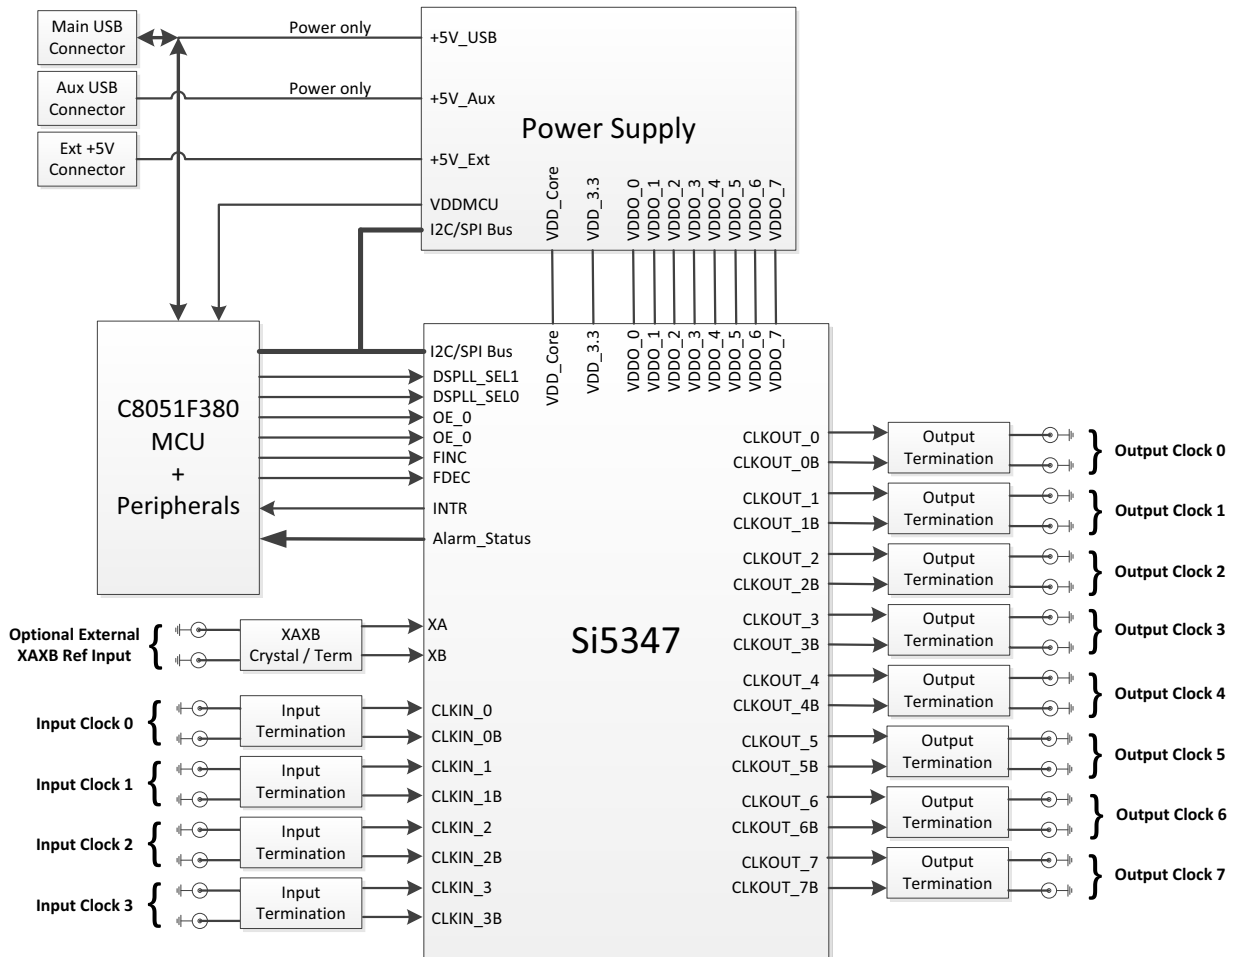 Main USB
Connector
Power only
+5V_USB
Aux USB
Connector
Power only
+5V_Aux
Power Supply
Ext +5V
Connector
+5V_Ext
VDDMCU
I2C/SPI Bus
VDD_Core
VDD_3.3
VDDO_0
VDDO_1
VDDO_2
VDDO_3
VDDO_4
VDDO_5
VDDO_6
VDDO_7
C8051F380
MCU
+
Peripherals
I2C/SPI Bus
DSPLL_SEL1
DSPLL_SEL0
OE_0
OE_0
FINC
FDEC
INTR
Alarm_Status
VDD_Core
VDD_3.3
VDDO_0
VDDO_1
VDDO_2
VDDO_3
VDDO_4
VDDO_5
VDDO_6
VDDO_7
Si5347
Optional External
XAXB Ref Input
XAXB
Crystal / Term
XA
XB
Input Clock 0
Input
Termination
CLKIN_0
CLKIN_0B
Input Clock 1
Input
Termination
CLKIN_1
CLKIN_1B
Input Clock 2
Input
Termination
CLKIN_2
CLKIN_2B
Input Clock 3
Input
Termination
CLKIN_3
CLKIN_3B
CLKOUT_0
CLKOUT_0B
Output
Termination
Output Clock 0
CLKOUT_1
CLKOUT_1B
Output
Termination
Output Clock 1
CLKOUT_2
CLKOUT_2B
Output
Termination
Output Clock 2
CLKOUT_3
CLKOUT_3B
Output
Termination
Output Clock 3
CLKOUT_4
CLKOUT_4B
Output
Termination
Output Clock 4
CLKOUT_5
CLKOUT_5B
Output
Termination
Output Clock 5
CLKOUT_6
CLKOUT_6B
Output
Termination
Output Clock 6
CLKOUT_7
CLKOUT_7B
Output
Termination
Output Clock 7